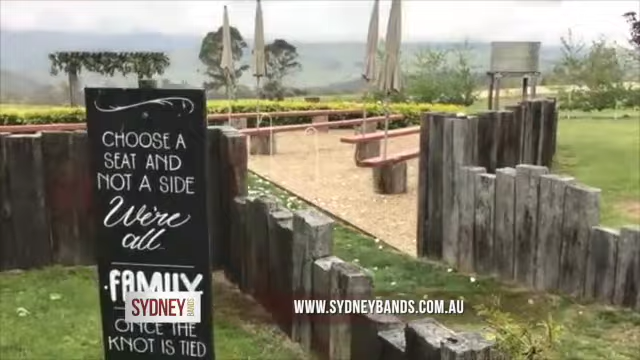 CHOOSE A
SEAT AND
NOT A SIDE
We're
all
FAMILY
SYDNEY
BANDS
WWW.SYDNEYBANDS.COM.AU
ONCE THE
KNOT IS TIED